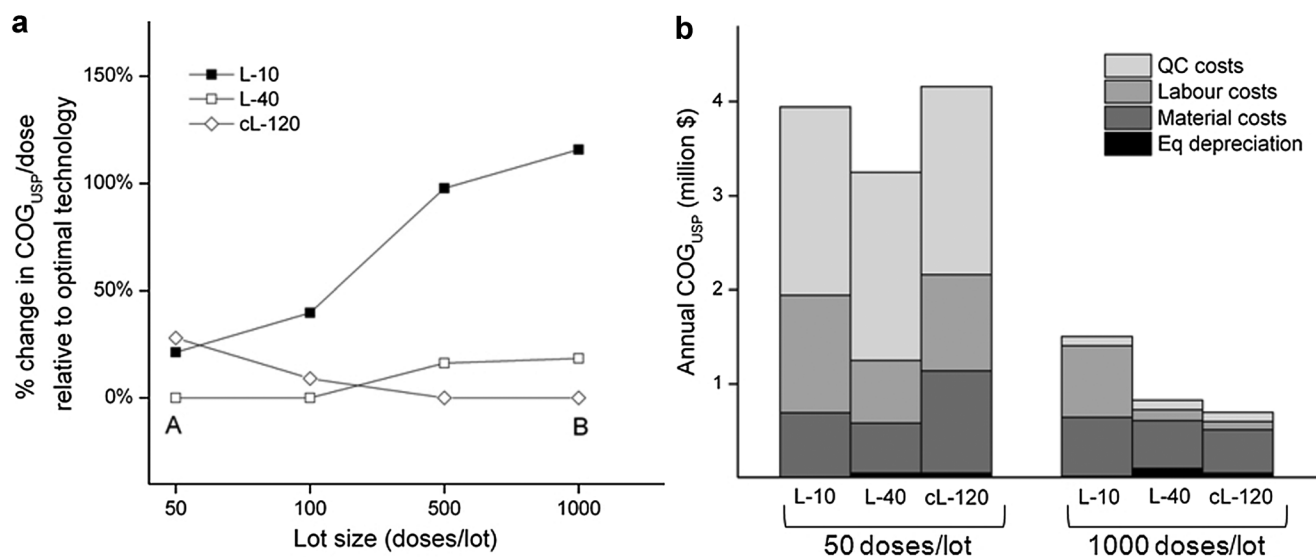 a
% change in COG_USP/dose
relative to optimal technology
150%
100%
50%
0%
L-10
L-40
cL-120
A
B
50
100
500
1000
Lot size (doses/lot)
b
Annual COG_USP (million $)
4
3
2
1
QC costs
Labour costs
Material costs
Eq depreciation
L-10
L-40
cL-120
L-10
L-40
cL-120
50 doses/lot
1000 doses/lot